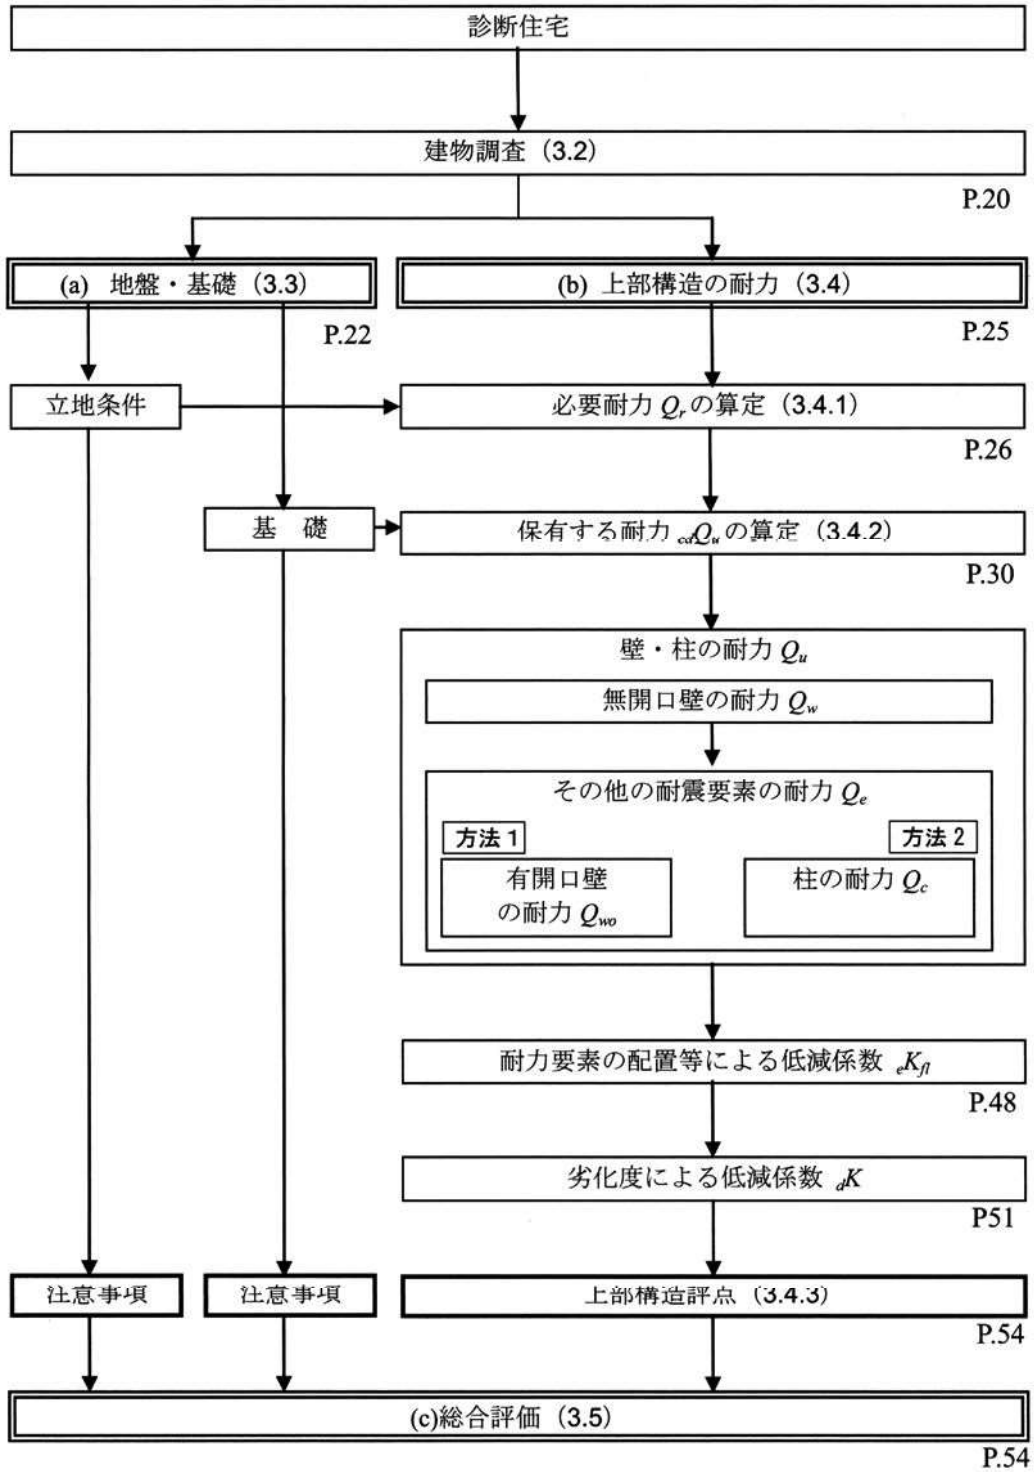 診断住宅
建物調査（3.2）
P.20
(a) 地盤・基礎（3.3）
P.22
(b) 上部構造の耐力（3.4）
P.25
立地条件
必要耐力 Qr の算定（3.4.1）
P.26
基 礎
保有する耐力 edQu の算定（3.4.2）
P.30
壁・柱の耐力 Qu
無開口壁の耐力 Qw
その他の耐震要素の耐力 Qe
方法１
有開口壁
の耐力 Qwo
方法２
柱の耐力 Qc
耐力要素の配置等による低減係数 eKfl
P.48
劣化度による低減係数 dK
P51
注意事項
注意事項
上部構造評点（3.4.3）
P.54
(c)総合評価（3.5）
P.54